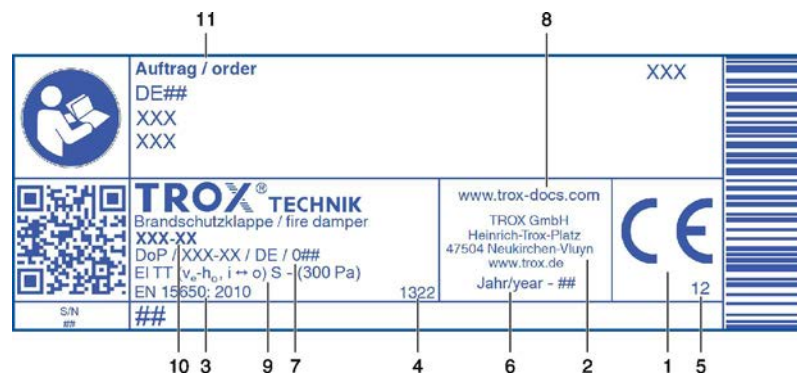 11
8
Auftrag / order
XXX
DE##
XXX
XXX
TROX® TECHNIK
Brandschutzklappe / fire damper
XXX-XX
DoP / XXX-XX / DE / 0##
EI TT (ve-ho, i ↔ o) S - (300 Pa)
EN 15650: 2010
1322
www.trox-docs.com
TROX GmbH
Heinrich-Trox-Platz
47504 Neukirchen-Vluyn
www.trox.de
Jahr/year - ##
CE
12
S/N
##
##
10 3 9 7 4 6 2 1 5